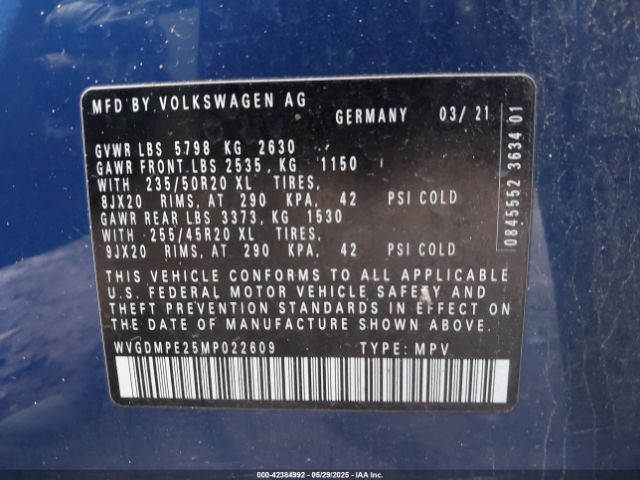 MFD BY VOLKSWAGEN AG
GERMANY 03/ 21
GVWR LBS 5798 KG 2630
GAWR FRONT LBS 2535, KG 1150
WITH 235/50R20 XL TIRES,
8JX20 RIMS, AT 290 KPA, 42 PSI COLD
GAWR REAR LBS 3373, KG 1530
WITH 255/45R20 XL TIRES,
9JX20 RIMS, AT 290 KPA, 42 PSI COLD
THIS VEHICLE CONFORMS TO ALL APPLICABLE
U.S. FEDERAL MOTOR VEHICLE SAFETY AND
THEFT PREVENTION STANDARDS IN EFFECT ON
THE DATE OF MANUFACTURE SHOWN ABOVE.
WVGDMPE25MP022609 TYPE: MPV
0845552 3634 01
000-42384992 - 05/29/2025 - IAA Inc.